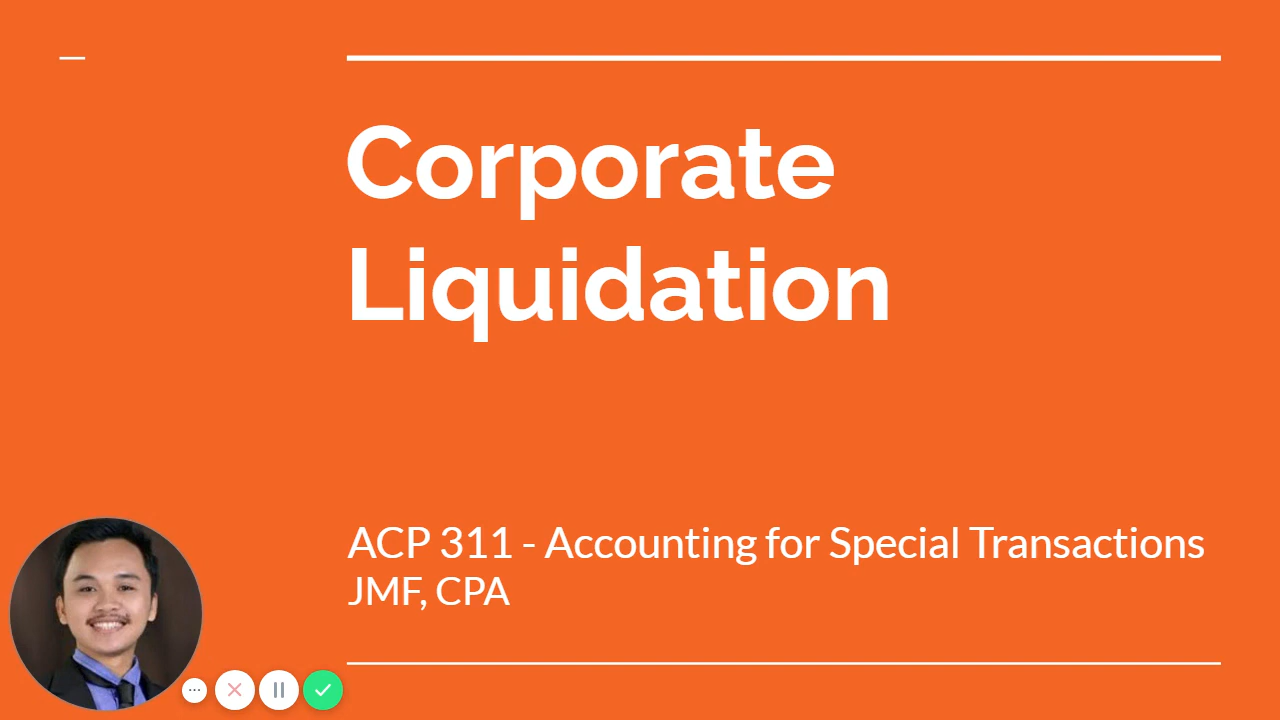 Corporate
Liquidation
ACP 311 - Accounting for Special Transactions
JMF, CPA